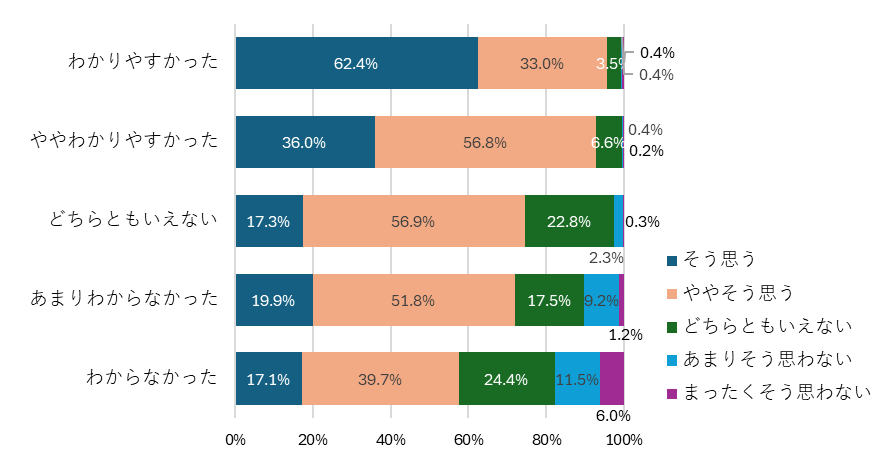 わかりやすかった 62.4% 33.0% 3.5% 0.4%
0.4%
ややわかりやすかった 36.0% 56.8% 6.6% 0.4%
0.2%
どちらともいえない 17.3% 56.9% 22.8% 0.3%
2.3%
あまりわからなかった 19.9% 51.8% 17.5% 9.2%
1.2%
わからなかった 17.1% 39.7% 24.4% 11.5%
6.0%
0% 20% 40% 60% 80% 100%
そう思う
ややそう思う
どちらともいえない
あまりそう思わない
まったくそう思わない